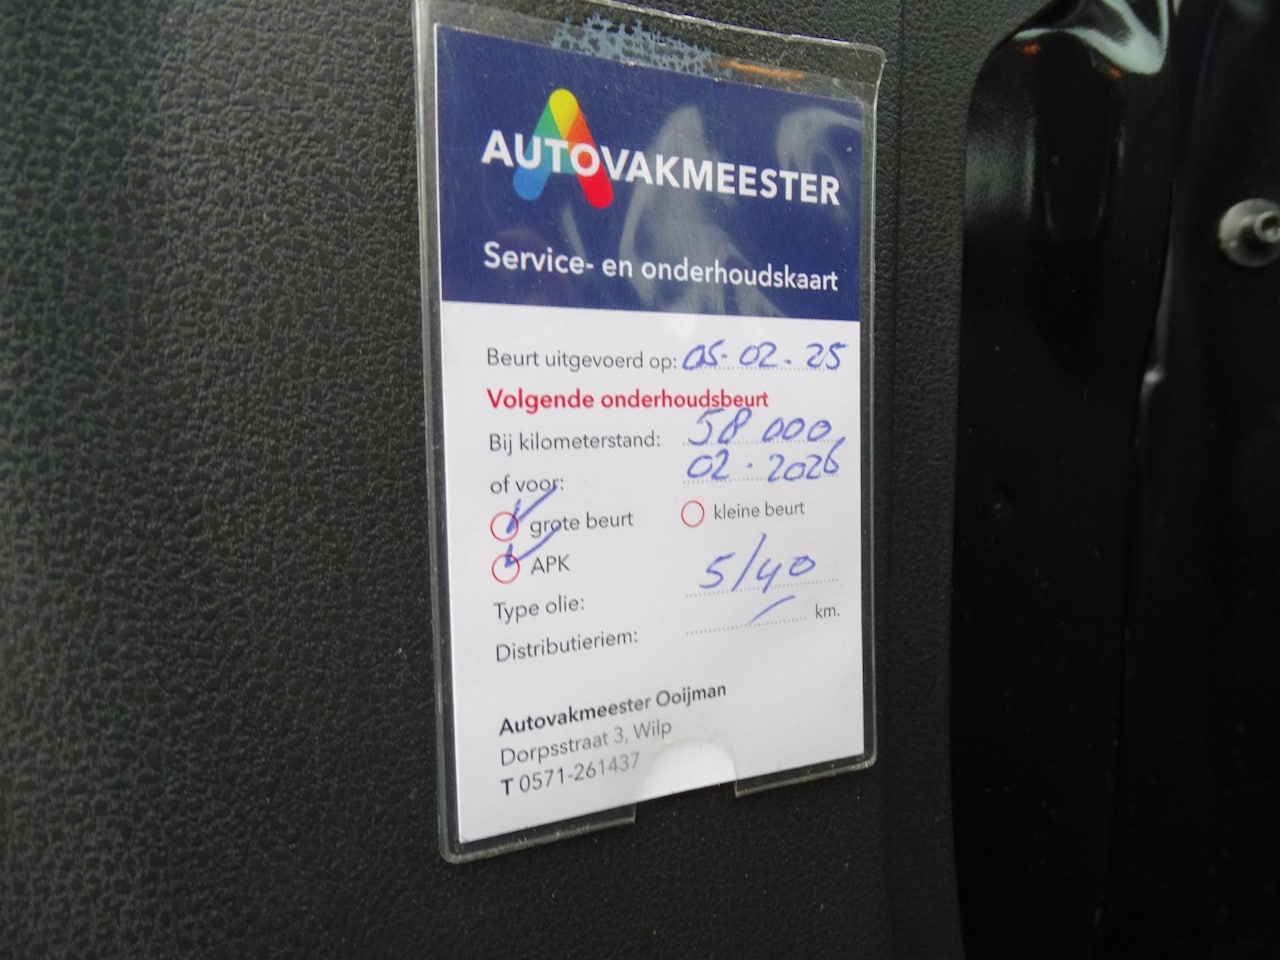 AUTOVAKMEESTER
Service- en onderhoudskaart
Beurt uitgevoerd op: 05-02-25
Volgende onderhoudsbeurt
Bij kilometerstand: 58 000,
of voor: 02-2026
grote beurt kleine beurt
APK
Type olie: 5/40
Distributieriem: / km.
Autovakmeester Ooijman
Dorpsstraat 3, Wilp
T 0571-261437